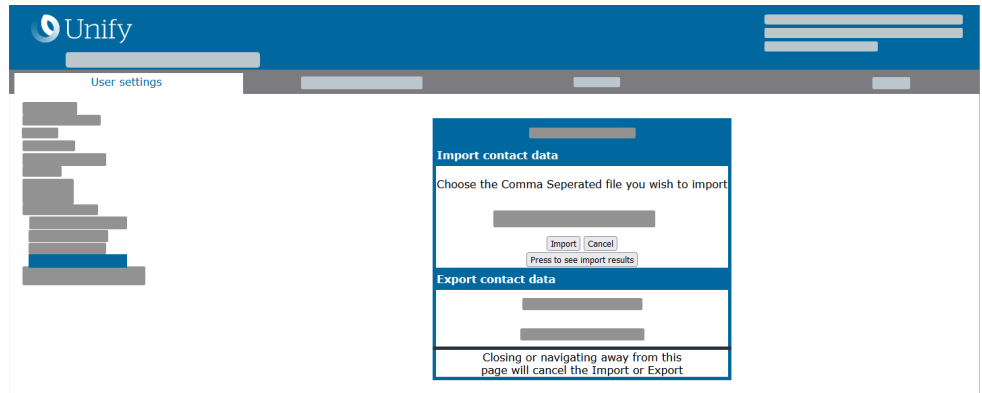 Unify
User settings
Import contact data
Choose the Comma Seperated file you wish to import
Import Cancel
Press to see import results
Export contact data
Closing or navigating away from this
page will cancel the Import or Export